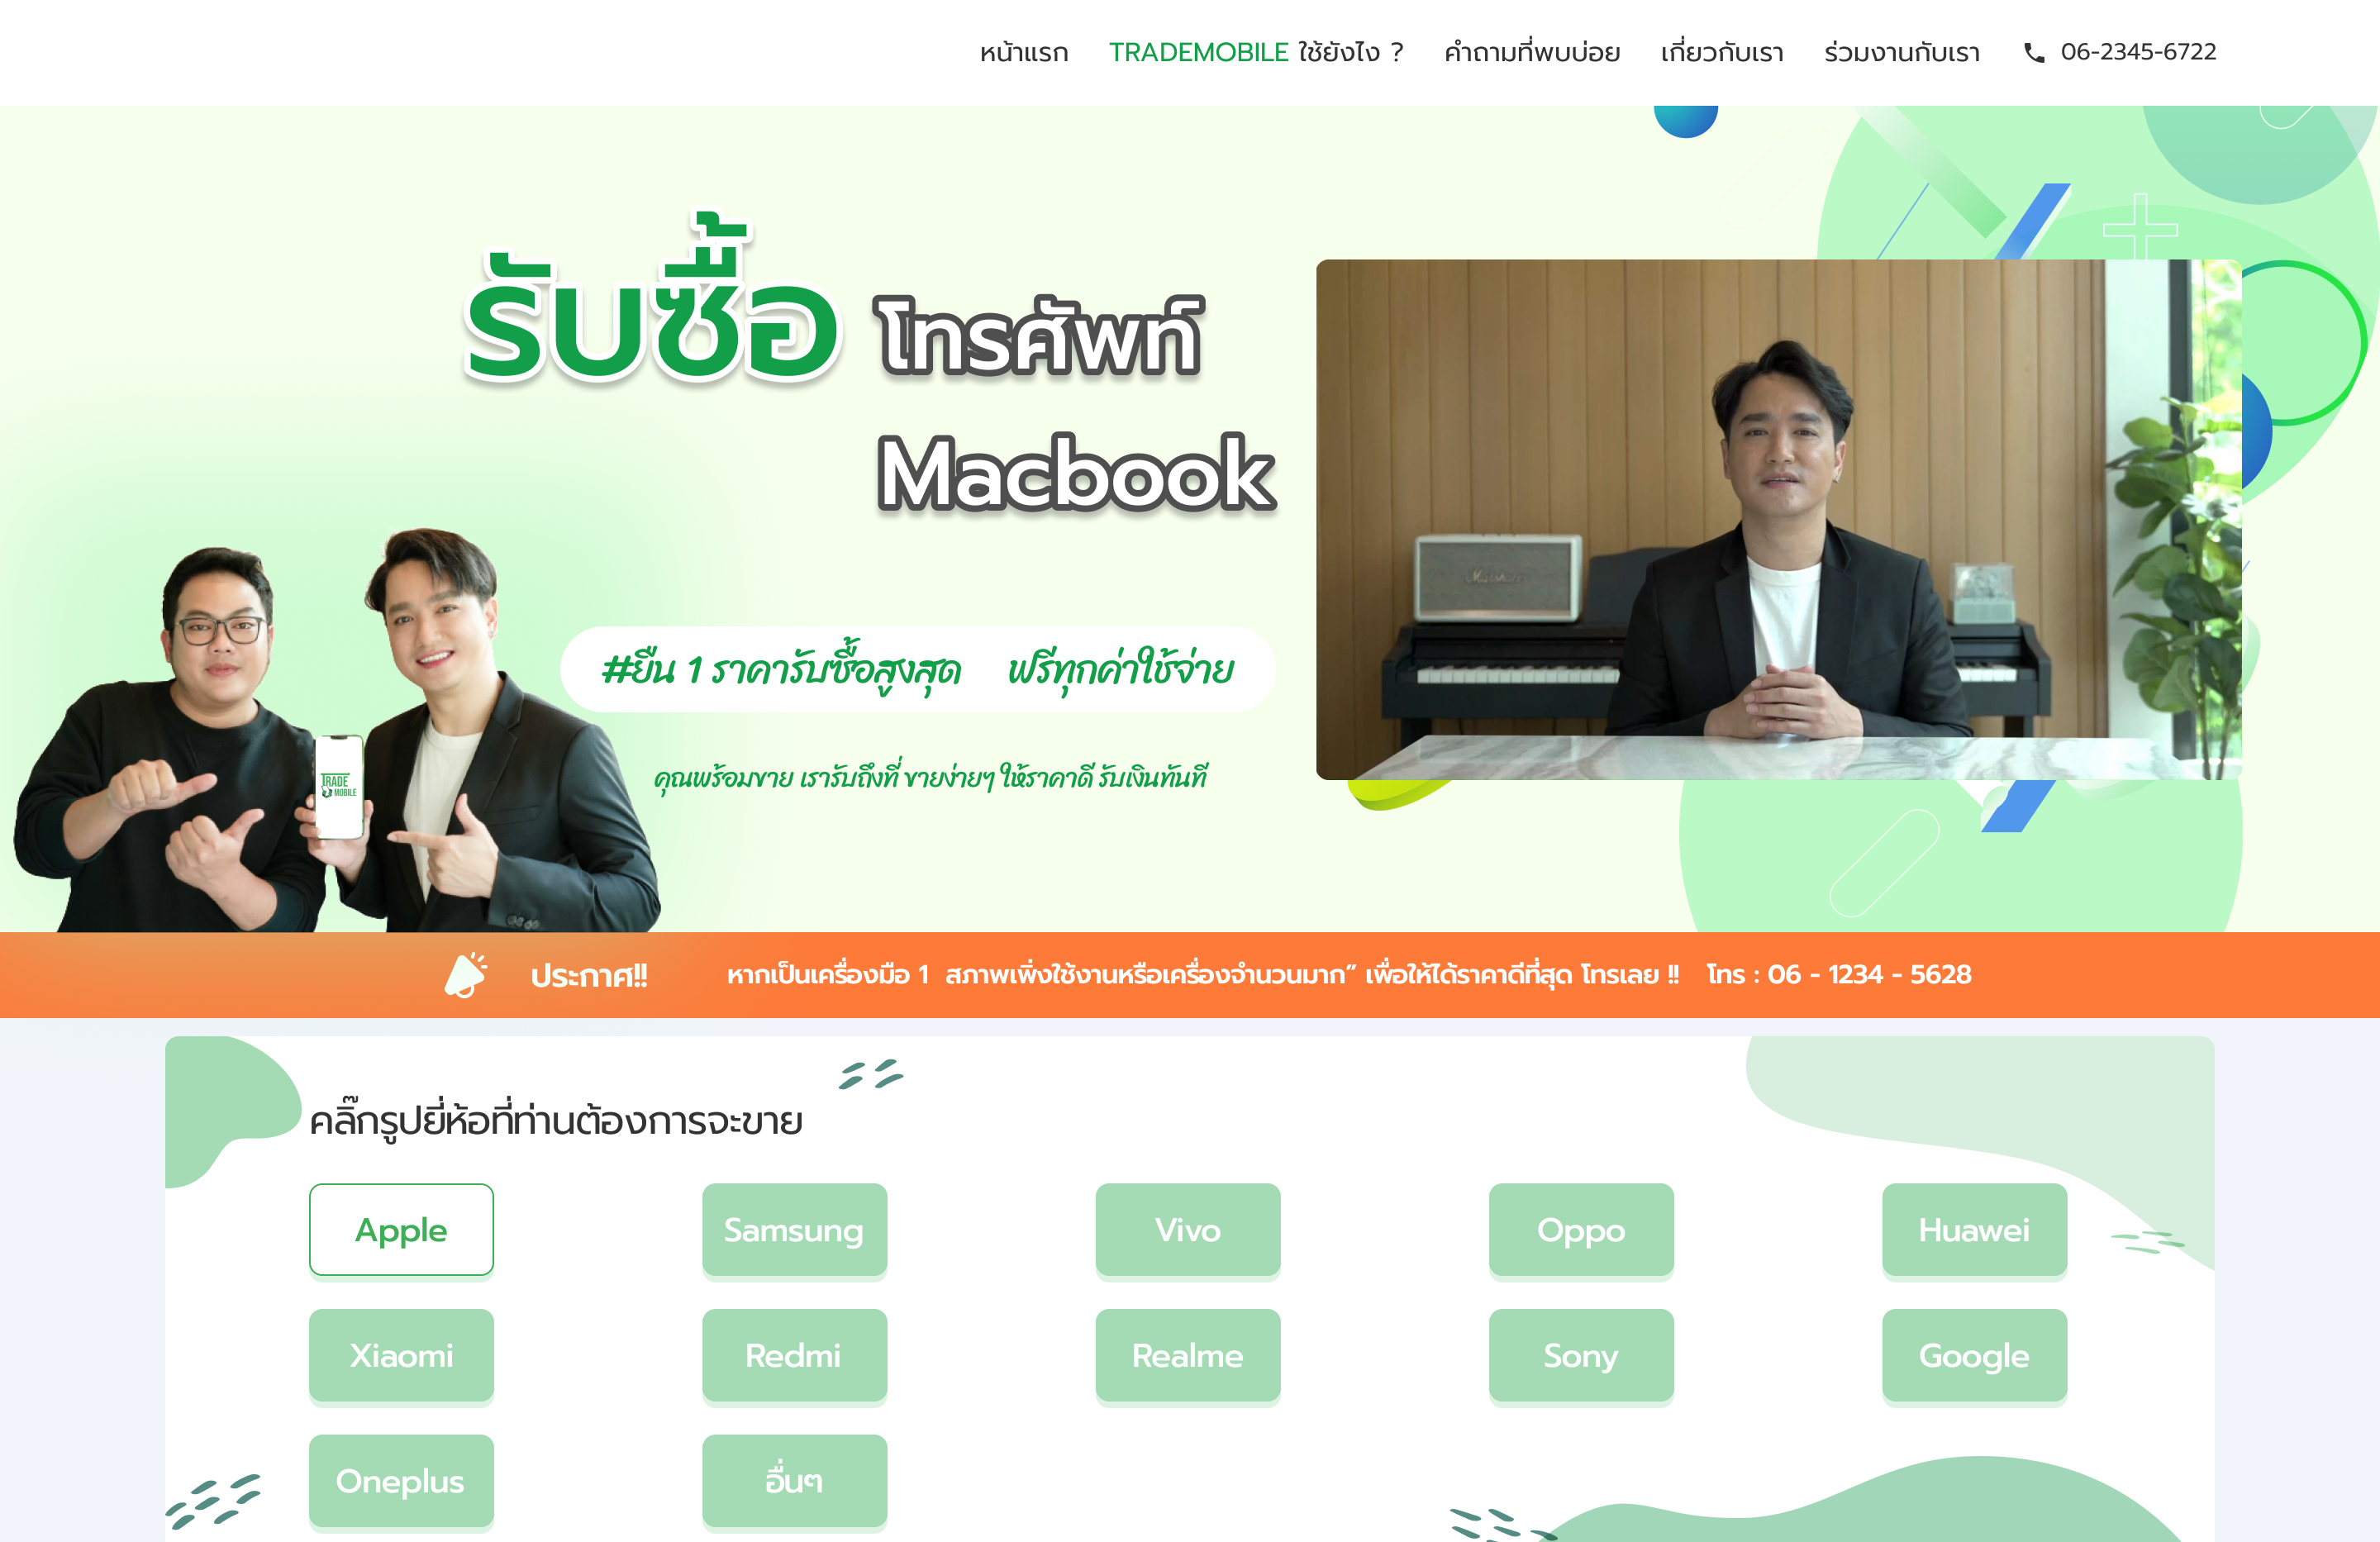 หน้าแรก TRADEMOBILE ใช้ยังไง ? คำถามที่พบบ่อย เกี่ยวกับเรา ร่วมงานกับเรา 06-2345-6722
รับซื้อ โทรศัพท์
Macbook
Marshall
#ยืน 1 ราคารับซื้อสูงสุด ฟรีทุกค่าใช้จ่าย
คุณพร้อมขาย เรารับถึงที่ ขายง่ายๆ ให้ราคาดี รับเงินทันที
TRADE
MOBILE
ประกาศ!! หากเป็นเครื่องมือ 1 สภาพเพิ่งใช้งานหรือเครื่องจำนวนมาก” เพื่อให้ได้ราคาดีที่สุด โทรเลย !! โทร : 06 - 1234 - 5628
คลิ๊กรูปยี่ห้อที่ท่านต้องการจะขาย
Apple Samsung Vivo Oppo Huawei
Xiaomi Redmi Realme Sony Google
Oneplus อื่นๆ